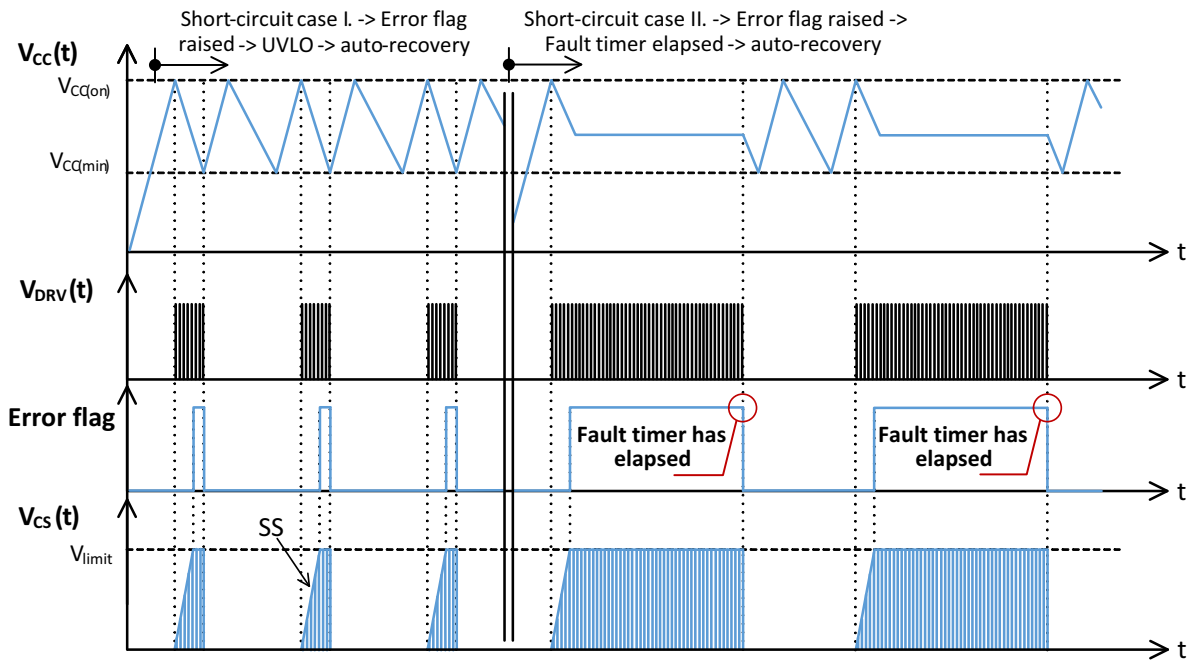 Short-circuit case I. -> Error flag
raised -> UVLO -> auto-recovery
Short-circuit case II. -> Error flag raised ->
Fault timer elapsed -> auto-recovery
VCC(t)
VCC(on)
VCC(min)
t
VDRV(t)
t
Error flag
Fault timer has
elapsed
Fault timer has
elapsed
t
VCS(t)
SS
Vlimit
t